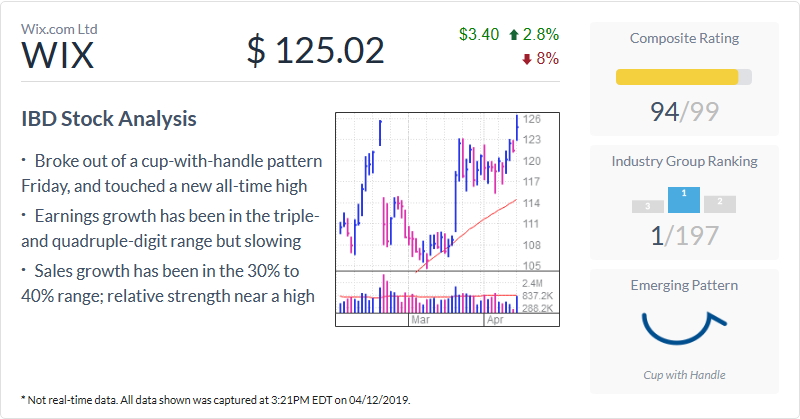 Wix.com Ltd
WIX
$ 125.02
$3.40 2.8%
8%
IBD Stock Analysis
· Broke out of a cup-with-handle pattern
Friday, and touched a new all-time high
· Earnings growth has been in the triple-
and quadruple-digit range but slowing
· Sales growth has been in the 30% to
40% range; relative strength near a high
126
123
120
117
114
111
108
105
2.4M
837.2K
288.2K
Mar Apr
* Not real-time data. All data shown was captured at 3:21PM EDT on 04/12/2019.
Composite Rating
94/99
Industry Group Ranking
3 1 2
1/197
Emerging Pattern
Cup with Handle